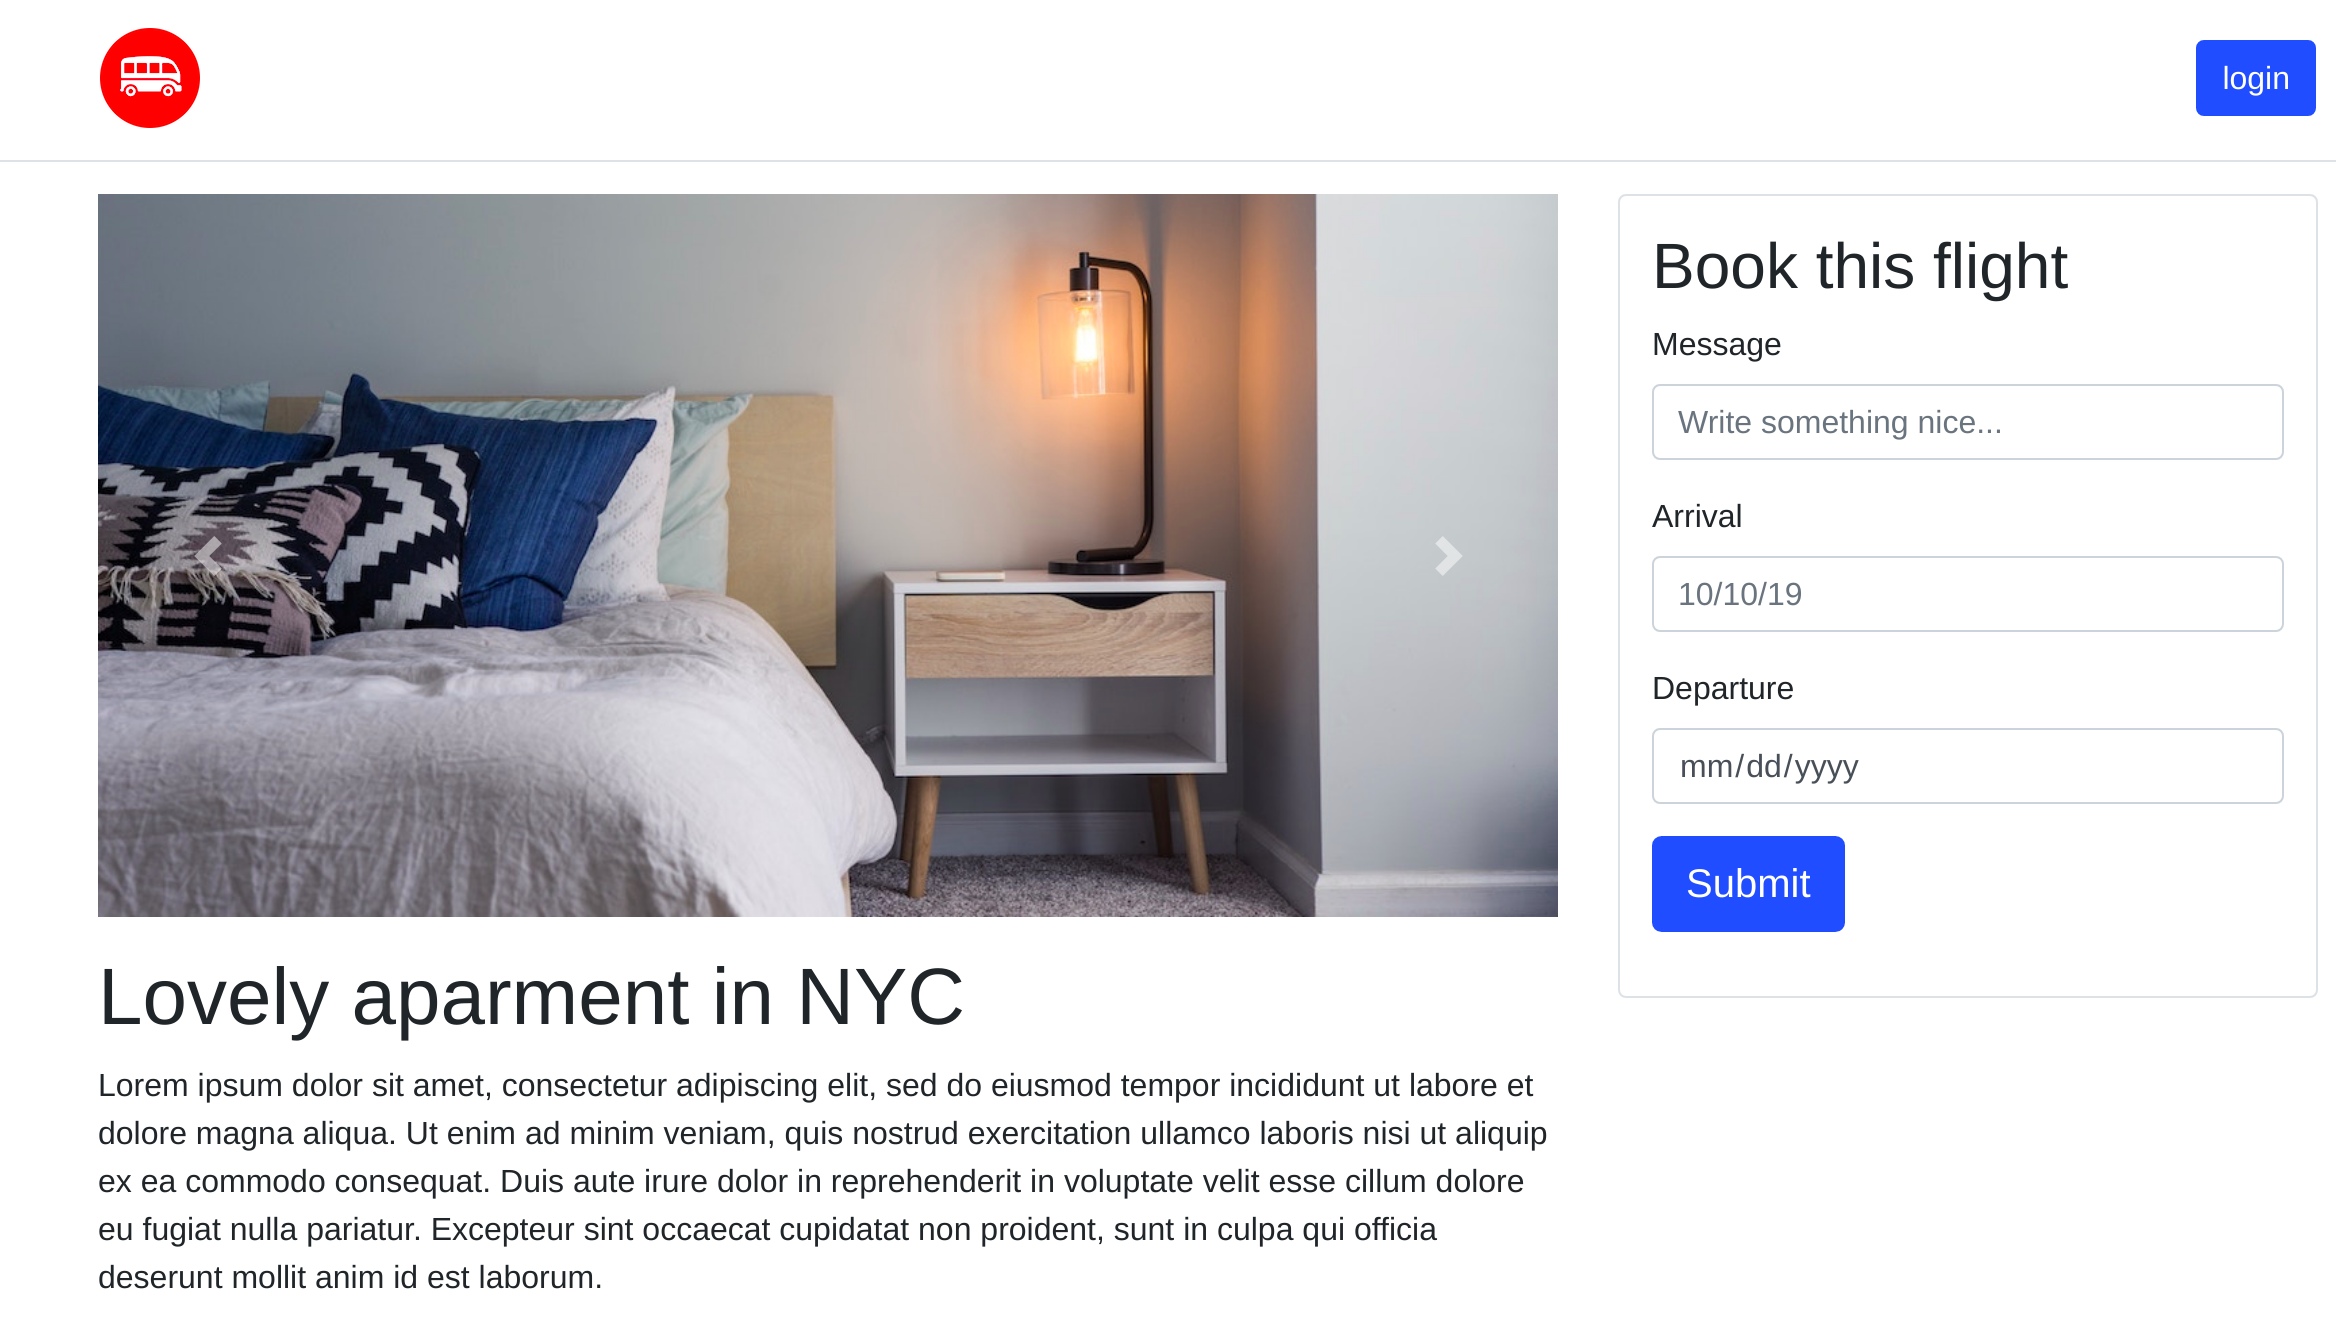 login
Book this flight
Message
Write something nice...
Arrival
10/10/19
Departure
mm/dd/yyyy
Submit
Lovely aparment in NYC
Lorem ipsum dolor sit amet, consectetur adipiscing elit, sed do eiusmod tempor incididunt ut labore et
dolore magna aliqua. Ut enim ad minim veniam, quis nostrud exercitation ullamco laboris nisi ut aliquip
ex ea commodo consequat. Duis aute irure dolor in reprehenderit in voluptate velit esse cillum dolore
eu fugiat nulla pariatur. Excepteur sint occaecat cupidatat non proident, sunt in culpa qui officia
deserunt mollit anim id est laborum.